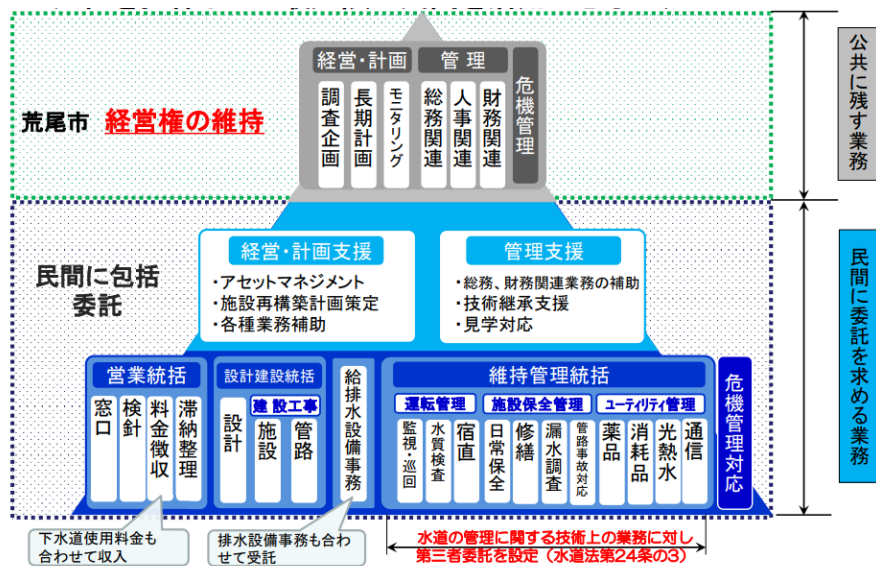 経営・計画
管理
危機管理
調査企画
長期計画
モニタリング
総務関連
人事関連
財務関連
荒尾市 経営権の維持
公共に残す業務
民間に包括
委託
経営・計画支援
・アセットマネジメント
・施設再構築計画策定
・各種業務補助
管理支援
・総務、財務関連業務の補助
・技術継承支援
・見学対応
民間に委託を求める業務
営業統括
窓口
検針
料金徴収
滞納整理
設計建設統括
設計
建設工事
施設
管路
給排水設備事務
維持管理統括
運転管理
監視・巡回
水質検査
宿直
施設保全管理
日常保全
修繕
漏水調査
管路事故対応
ユーティリティ管理
薬品
消耗品
光熱水
通信
危機管理対応
下水道使用料金も
合わせて収入
排水設備事務も合わ
せて受託
水道の管理に関する技術上の業務に対し
第三者委託を設定（水道法第24条の3）